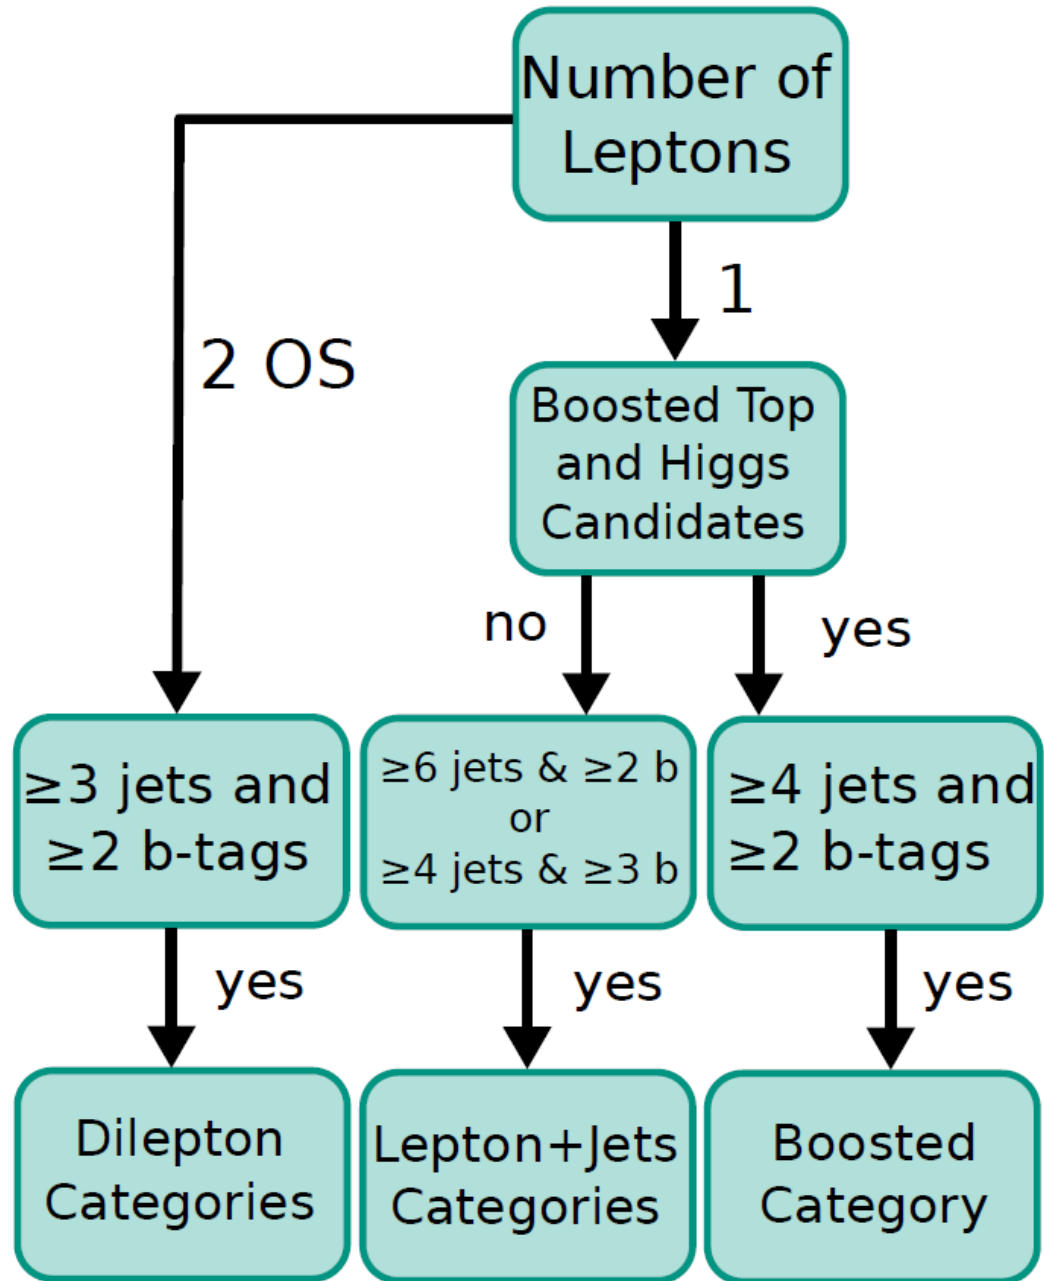 Number of
Leptons
1
2 OS
Boosted Top
and Higgs
Candidates
no
yes
≥3 jets and
≥2 b-tags
≥6 jets & ≥2 b
or
≥4 jets & ≥3 b
≥4 jets and
≥2 b-tags
yes
yes
yes
Dilepton
Categories
Lepton+Jets
Categories
Boosted
Category